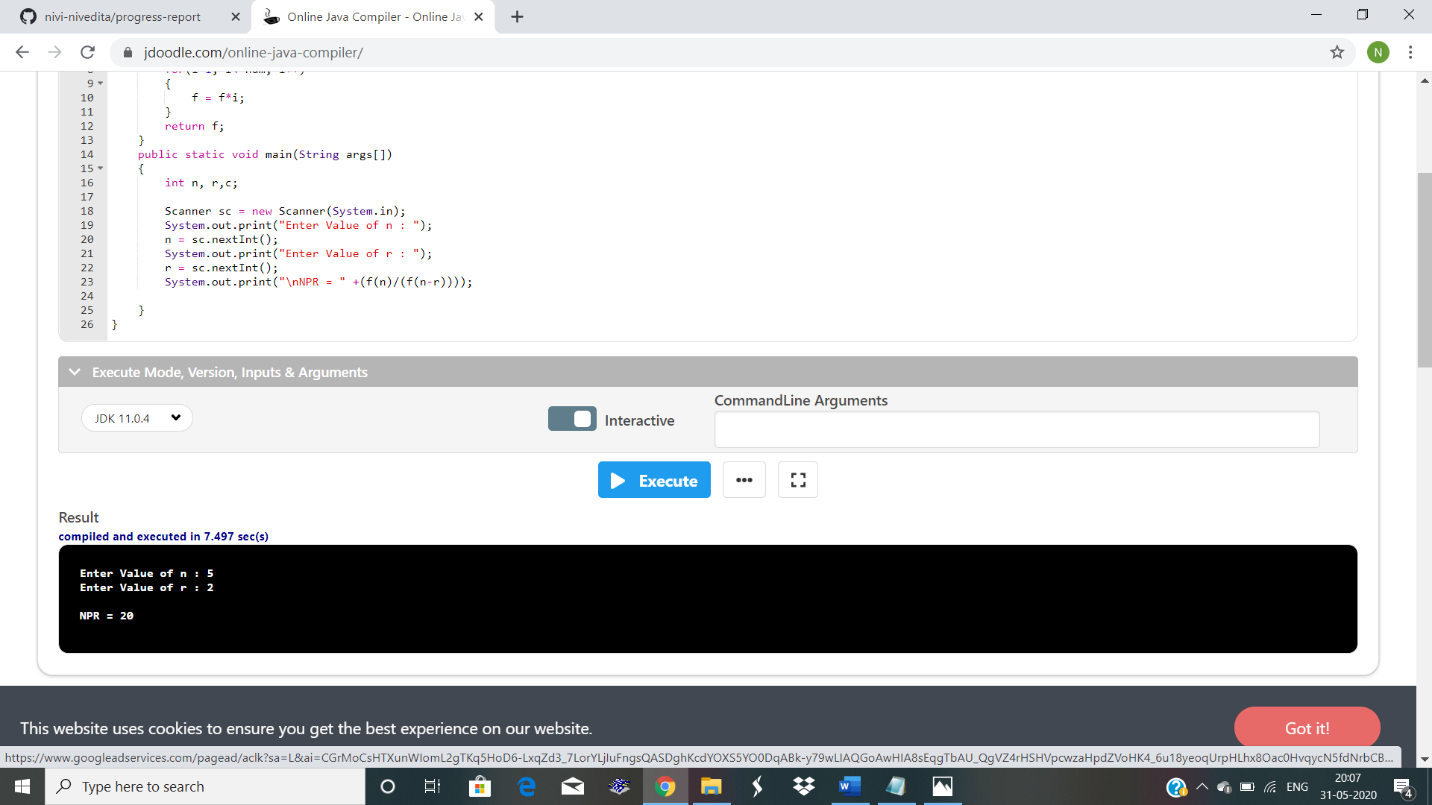 nivi-nivedita/progress-report
Online Java Compiler - Online Jav
jdoodle.com/online-java-compiler/
N
9
{
10
f = f*i;
11
}
12
return f;
13
}
14
public static void main(String args[])
15
{
16
int n, r,c;
17
18
Scanner sc = new Scanner(System.in);
19
System.out.print("Enter Value of n : ");
20
n = sc.nextInt();
21
System.out.print("Enter Value of r : ");
22
r = sc.nextInt();
23
System.out.print("\nNPR = " +(f(n)/(f(n-r))));
24
25
}
26
}
Execute Mode, Version, Inputs & Arguments
CommandLine Arguments
JDK 11.0.4
Interactive
Execute
Result
compiled and executed in 7.497 sec(s)
Enter Value of n : 5
Enter Value of r : 2
NPR = 20
This website uses cookies to ensure you get the best experience on our website.
Got it!
Type here to search
ENG
20:07
31-05-2020
4